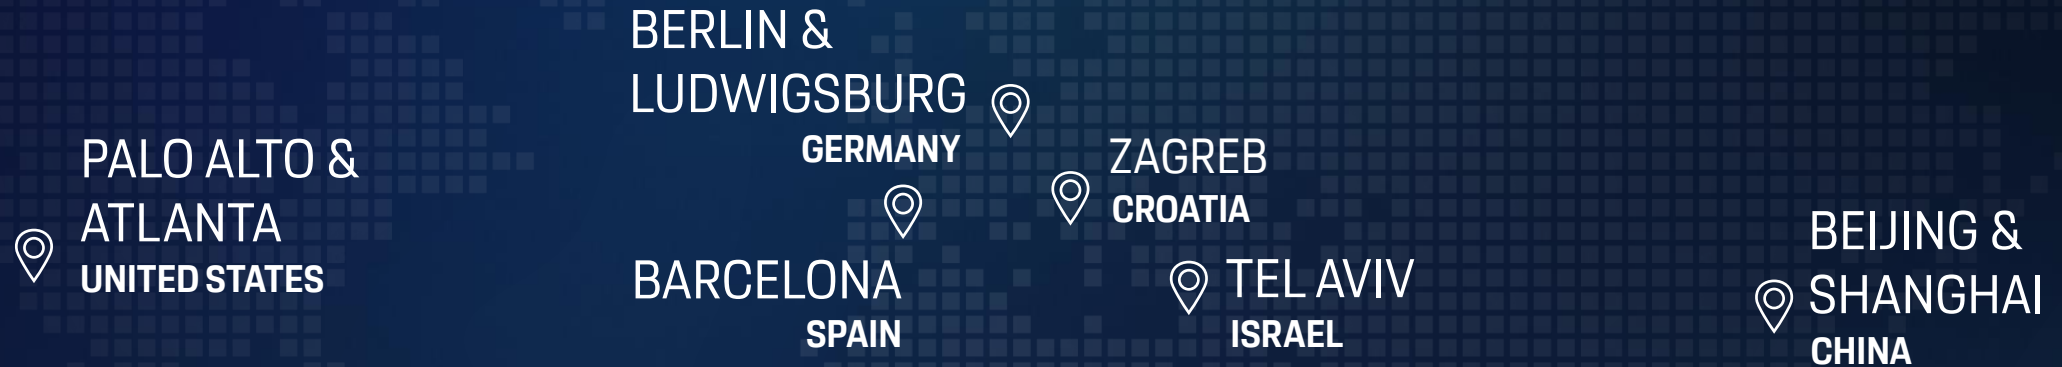 PALO ALTO &
ATLANTA
UNITED STATES
BERLIN &
LUDWIGSBURG
GERMANY
BARCELONA
SPAIN
ZAGREB
CROATIA
TEL AVIV
ISRAEL
BEIJING &
SHANGHAI
CHINA